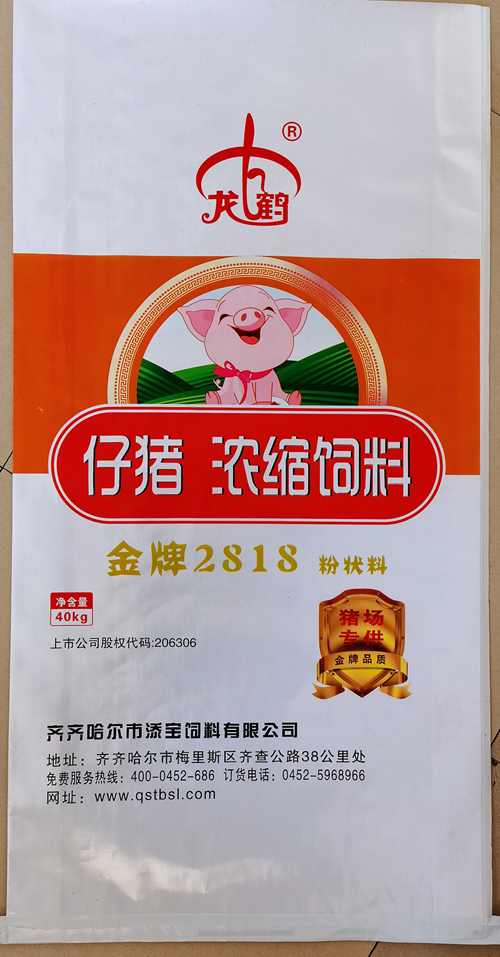 ®
龙鹤
仔猪 浓缩饲料
金牌2818 粉状料
净含量
40kg
上市公司股权代码:206306
猪场
专供
金牌品质
齐齐哈尔市添宝饲料有限公司
地址：齐齐哈尔市梅里斯区齐查公路38公里处
免费服务热线：400-0452-686 订货电话：0452-5968966
网址：www.qstbsl.com